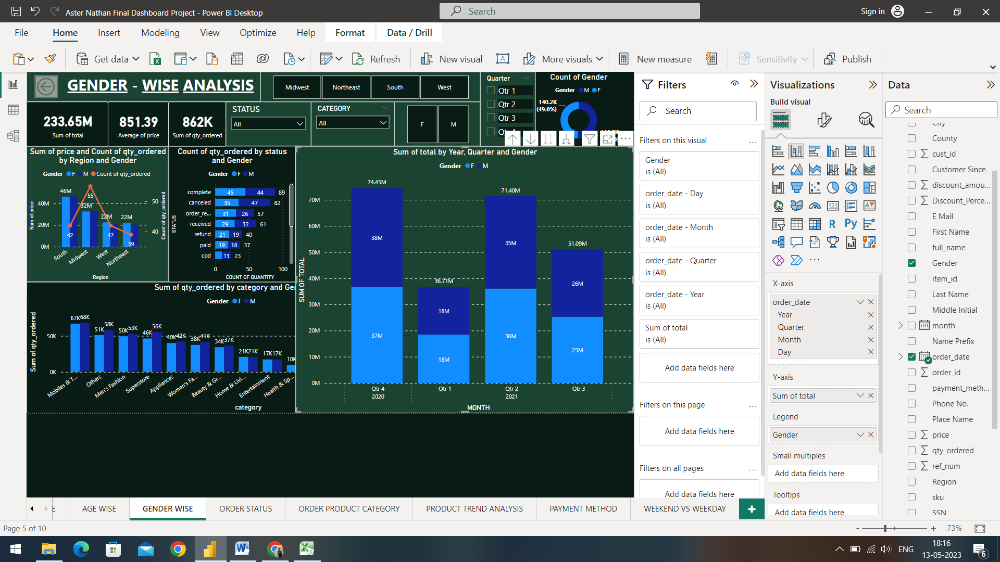 Aster Nathan Final Dashboard Project - Power BI Desktop
Search
Sign in
File Home Insert Modeling View Optimize Help Format Data / Drill
Get data
Refresh
New visual
More visuals
New measure
Sensitivity
Publish
GENDER - WISE ANALYSIS
Midwest Northeast South West
Quarter
Qtr 1
Qtr 2
Qtr 3
Count of Gender
Gender M F
140.2K
(49.0%)
233.65M
Sum of total
851.39
Average of price
862K
Sum of qty_ordered
STATUS
All
CATEGORY
All
F M
Sum of price and Count of qty_ordered
by Region and Gender
Gender F M Count of qty_ordered
Sum of price
40M
20M
0M
46M
32M
22M
22M
42
55
42
39
50
40
Count of qty_ordered
South Midwest West Northeast
Region
Count of qty_ordered by status
and Gender
Gender F M
STATUS
complete 45 44 89
canceled 35 47 82
order_re... 31 26 57
received 29 32 61
refund 21 19 40
paid 19 18 37
cod 13 23
0 50 100
COUNT OF QUANTITY
Sum of total by Year, Quarter and Gender
Gender F M
SUM OF TOTAL
70M
60M
50M
40M
30M
20M
10M
0M
74.45M
38M
37M
36.71M
18M
18M
71.40M
35M
36M
51.09M
26M
25M
Qtr 4 Qtr 1 Qtr 2 Qtr 3
2020 2021
MONTH
Sum of qty_ordered by category and Ge
Gender F M
Sum of qty_ordered
50K
0K
67K 68K
51K 58K
50K 53K
46K 56K
40K 42K
38K 41K
34K 37K
21K 21K
17K 17K
10K
Mobiles & T... Others Men's Fashion Superstore Appliances Women's Fa... Beauty & Gr... Home & Livi... Entertainment Health & Sp...
category
Filters
Search
Filters on this visual
...
Gender
is (All)
order_date - Day
is (All)
order_date - Month
is (All)
order_date - Quarter
is (All)
order_date - Year
is (All)
Sum of total
is (All)
Add data fields here
Filters on this page
...
Add data fields here
Filters on all pages
...
Add data fields here
Visualizations
Build visual
123
R
Py
...
X-axis
order_date
Year
Quarter
Month
Day
Y-axis
Sum of total
Legend
Gender
Small multiples
Add data fields here
Tooltips
Add data fields here
Data
Search
City
County
cust_id
Customer Since
discount_amou...
Discount_Perce...
E Mail
First Name
full_name
Gender
item_id
Last Name
Middle Initial
month
Name Prefix
order_date
order_id
payment_meth...
Phone No.
Place Name
price
qty_ordered
ref_num
Region
sku
SSN
E
AGE WISE
GENDER WISE
ORDER STATUS
ORDER PRODUCT CATEGORY
PRODUCT TREND ANALYSIS
PAYMENT METHOD
WEEKEND VS WEEKDAY
+
Page 5 of 10
- + 73%
ENG
18:16
13-05-2023
6